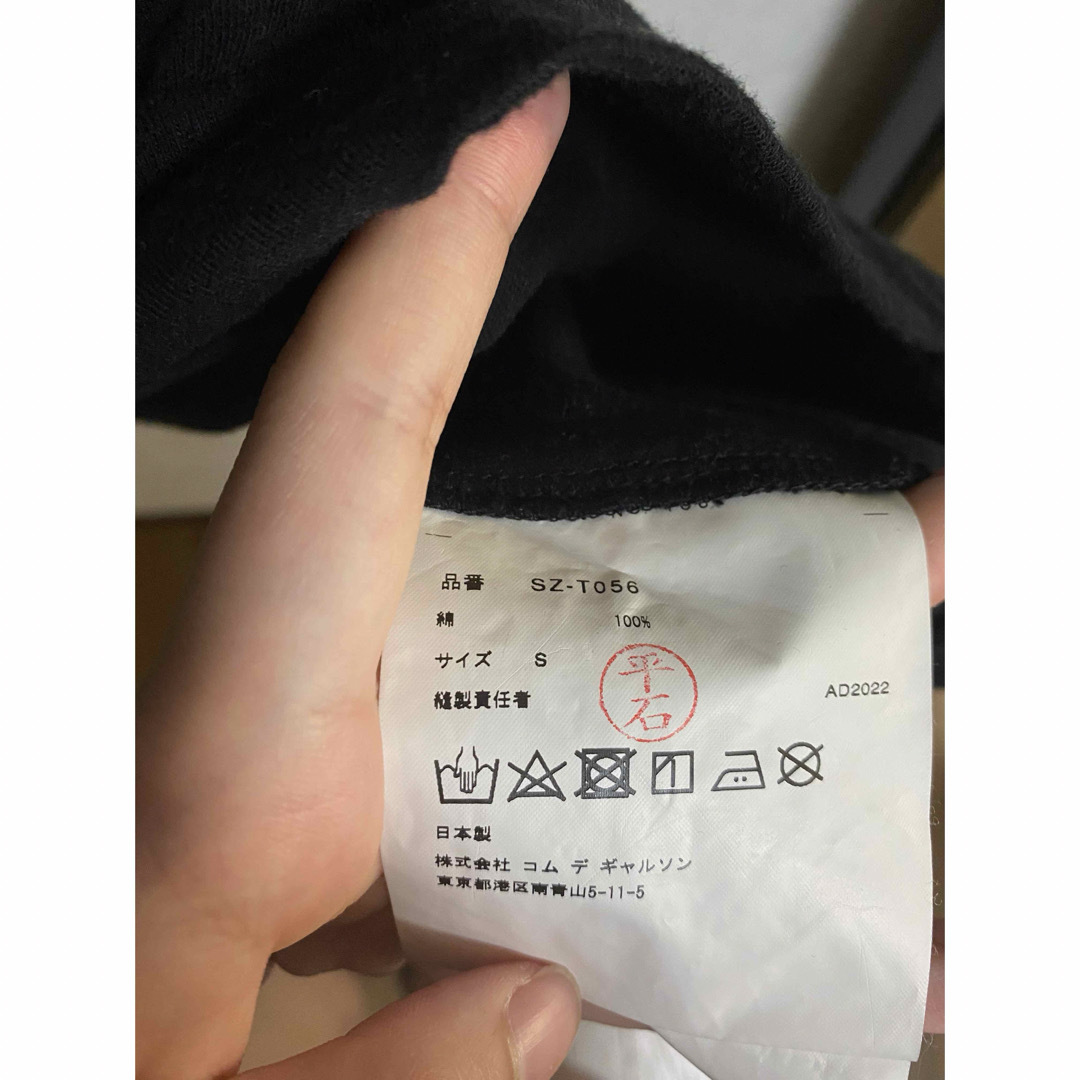 品番 SZ-T056
綿 100%
サイズ S
平石
縫製責任者
AD2022
日本製
株式会社 コム デ ギャルソン
東京都港区南青山5-11-5